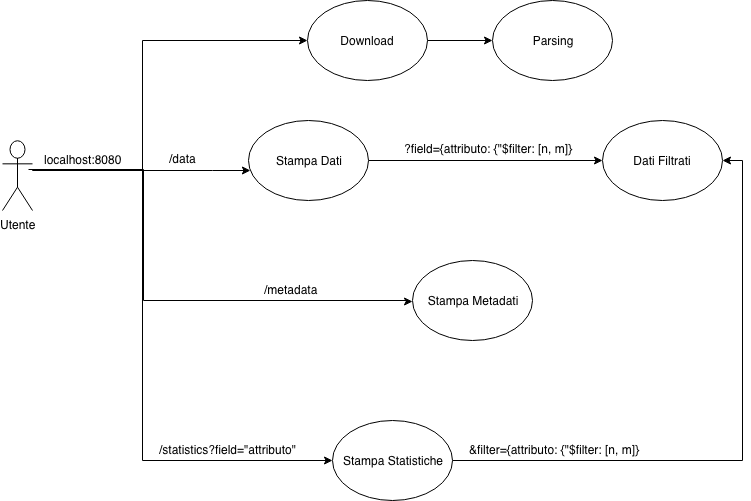 Download
Parsing
localhost:8080
/data
Stampa Dati
?field={attributo: {"$filter: [n, m]}
Dati Filtrati
Utente
/metadata
Stampa Metadati
/statistics?field="attributo"
Stampa Statistiche
&filter={attributo: {"$filter: [n, m]}